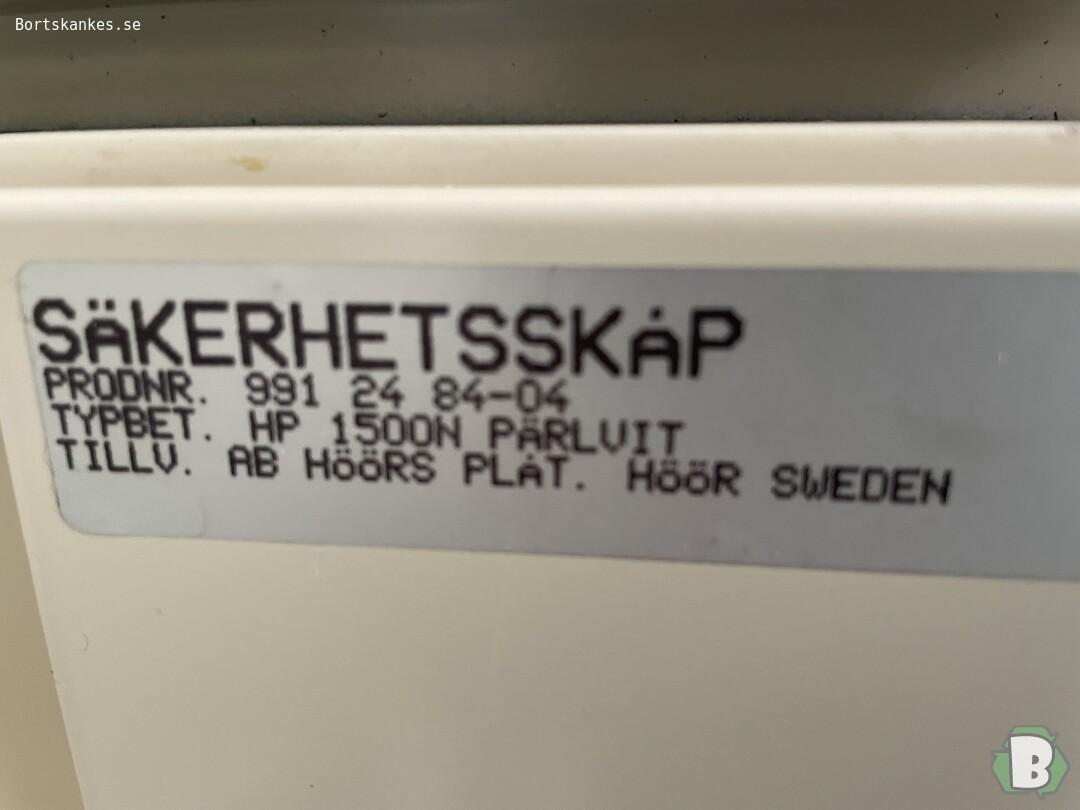 Bortskankes.se
SÄKERHETSSKÅP
PRODNR. 991 24 84-04
TYPBET. HP 1500N PÄRLVIT
TILLV. AB HÖÖRS PLÅT. HÖÖR SWEDEN
B